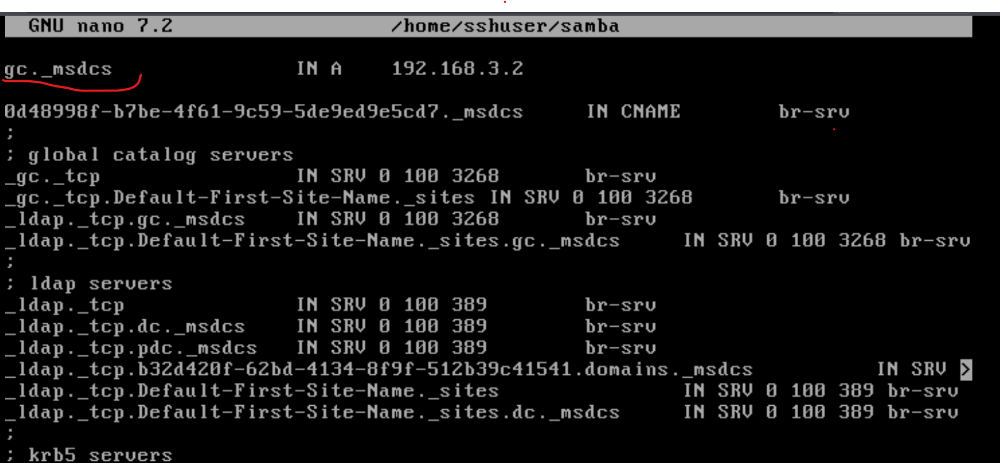 GNU nano 7.2 /home/sshuser/samba
gc._msdcs IN A 192.168.3.2
0d48998f-b7be-4f61-9c59-5de9ed9e5cd7._msdcs IN CNAME br-srv
;
; global catalog servers
_gc._tcp IN SRV 0 100 3268 br-srv
_gc._tcp.Default-First-Site-Name._sites IN SRV 0 100 3268 br-srv
_ldap._tcp.gc._msdcs IN SRV 0 100 3268 br-srv
_ldap._tcp.Default-First-Site-Name._sites.gc._msdcs IN SRV 0 100 3268 br-srv
;
; ldap servers
_ldap._tcp IN SRV 0 100 389 br-srv
_ldap._tcp.dc._msdcs IN SRV 0 100 389 br-srv
_ldap._tcp.pdc._msdcs IN SRV 0 100 389 br-srv
_ldap._tcp.b32d420f-62bd-4134-8f9f-512b39c41541.domains._msdcs IN SRV >
_ldap._tcp.Default-First-Site-Name._sites IN SRV 0 100 389 br-srv
_ldap._tcp.Default-First-Site-Name._sites.dc._msdcs IN SRV 0 100 389 br-srv
;
; krb5 servers